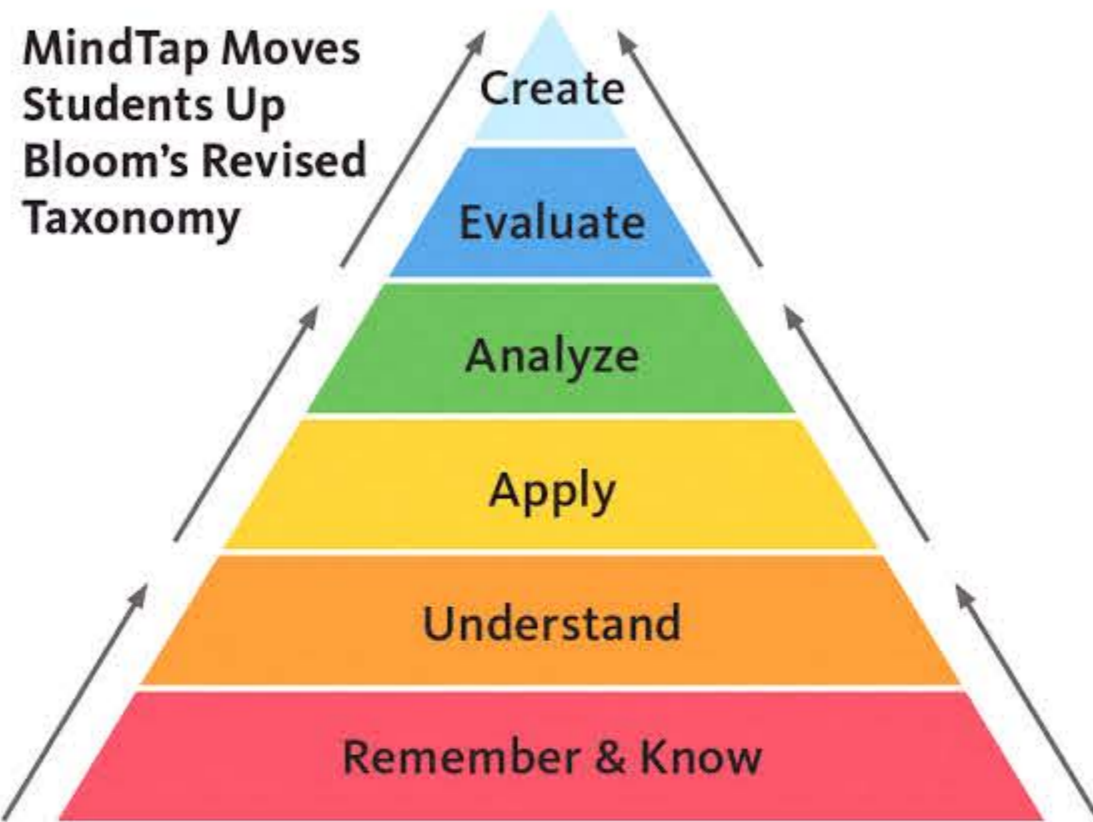 MindTap Moves
Students Up
Bloom’s Revised
Taxonomy
Create
Evaluate
Analyze
Apply
Understand
Remember & Know